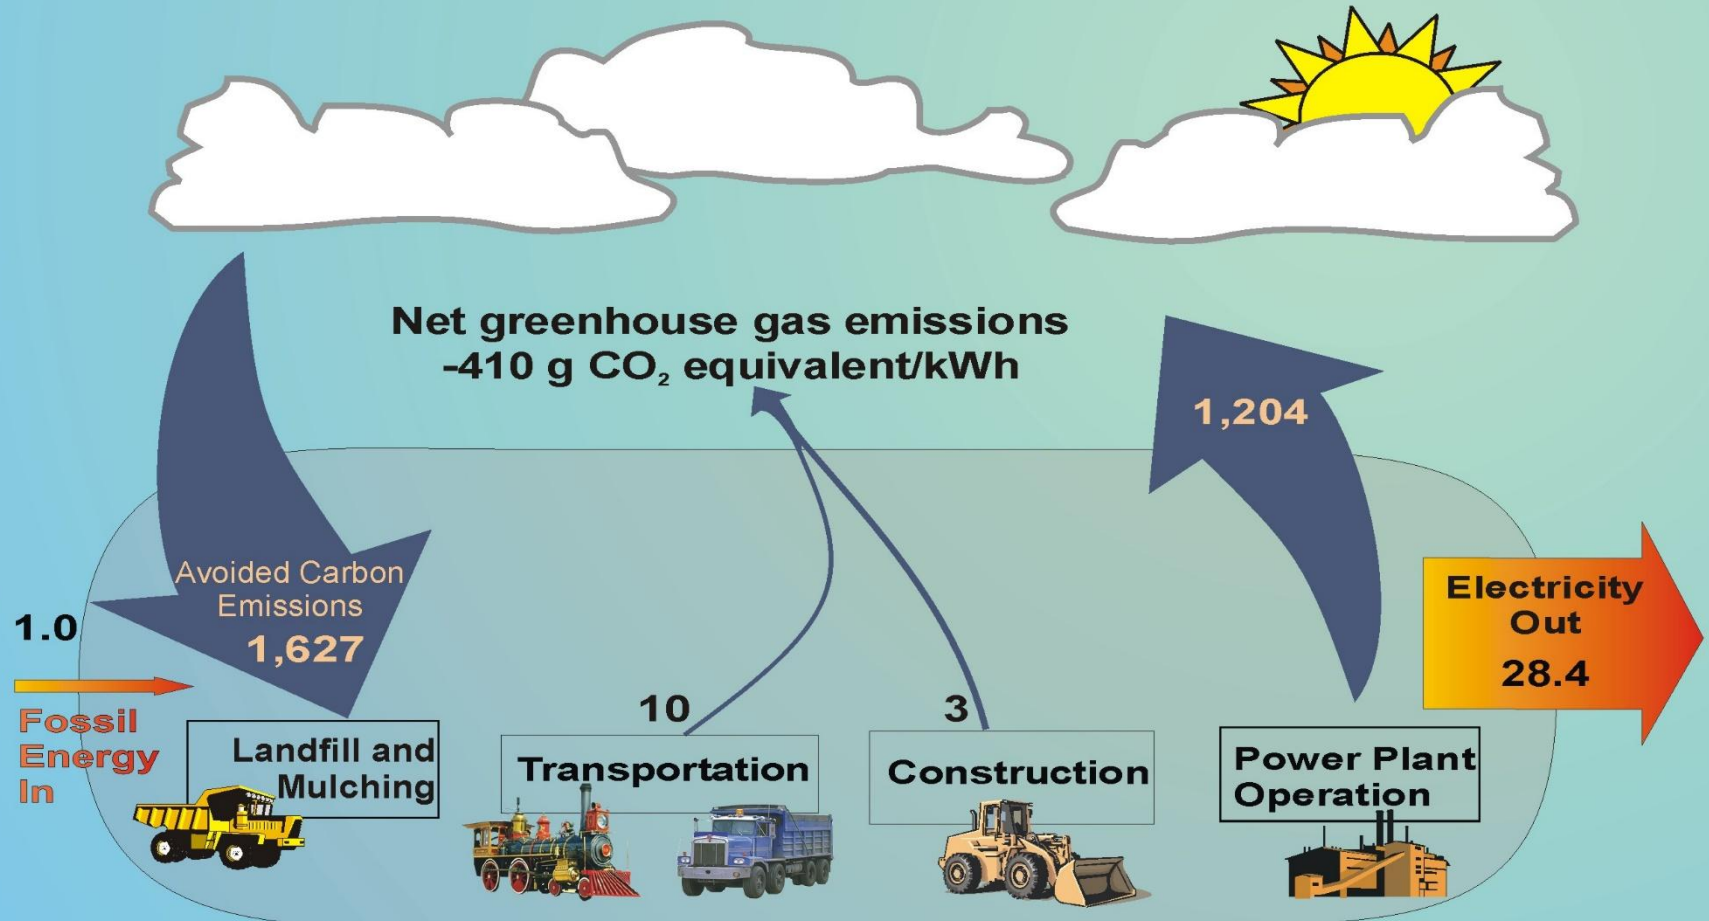 Net greenhouse gas emissions
-410 g CO₂ equivalent/kWh
1,204
Avoided Carbon
Emissions
1,627
1.0
Fossil
Energy
In
Electricity
Out
28.4
10
3
Landfill and
Mulching
Transportation
Construction
Power Plant
Operation